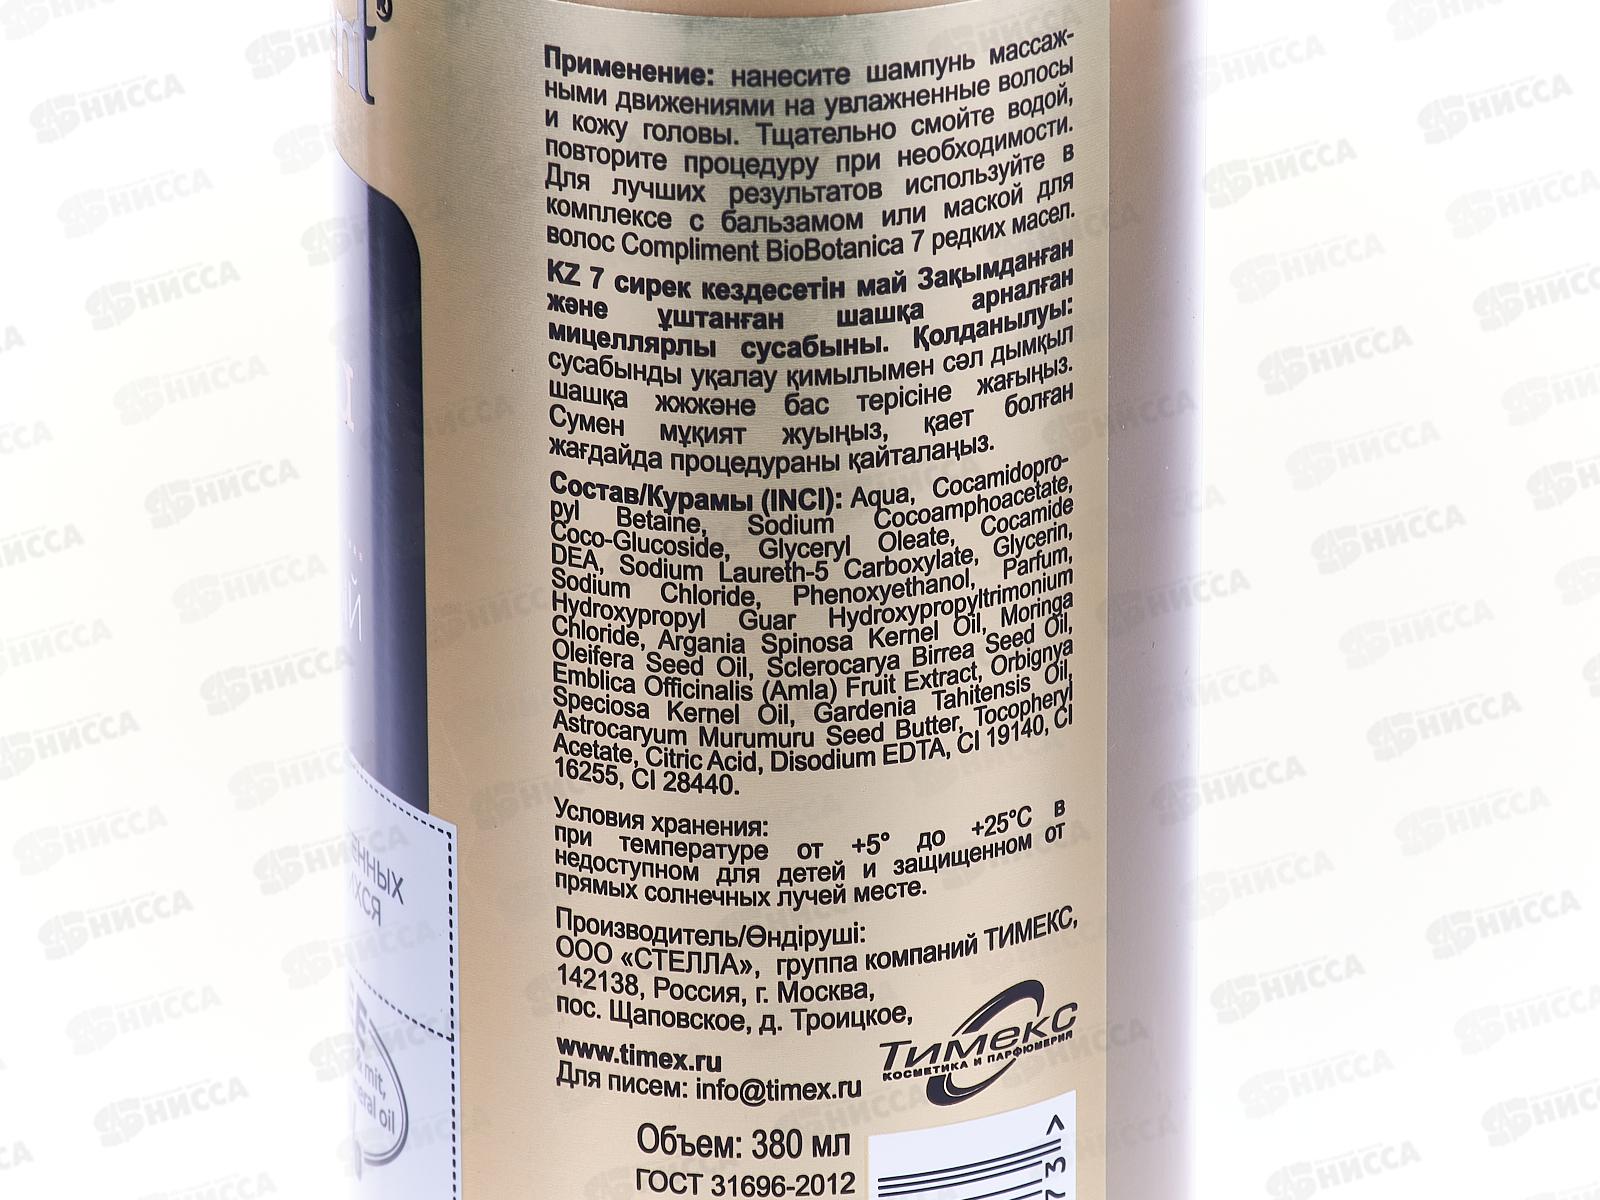 Применение: нанесите шампунь массаж-
ными движениями на увлажненные волосы
и кожу головы. Тщательно смойте водой,
повторите процедуру при необходимости.
Для лучших результатов используйте в
комплексе с бальзамом или маской для
волос Compliment BioBotanica 7 редких масел.
KZ 7 сирек кездесетін май Зақымданған
және ұштанған шашқа арналған
мицеллярлы сусабыны. Қолданылуы:
сусабынды уқалау қимылымен сәл дымқыл
шашқа жжжәне бас терісіне жағыңыз.
Сумен мұқият жуыңыз, қает болған
жағдайда процедураны қайталаңыз.
Состав/Курамы (INCI): Aqua, Cocamidopro-
pyl Betaine, Sodium Cocoamphoacetate,
Coco-Glucoside, Glyceryl Oleate, Cocamide
DEA, Sodium Laureth-5 Carboxylate, Glycerin,
Sodium Chloride, Phenoxyethanol, Parfum,
Hydroxypropyl Guar Hydroxypropyltrimonium
Chloride, Argania Spinosa Kernel Oil, Moringa
Oleifera Seed Oil, Sclerocarya Birrea Seed Oil,
Emblica Officinalis (Amla) Fruit Extract, Orbignya
Speciosa Kernel Oil, Gardenia Tahitensis Oil,
Astrocaryum Murumuru Seed Butter, Tocopheryl
Acetate, Citric Acid, Disodium EDTA, CI 19140, CI
16255, CI 28440.
Условия хранения:
при температуре от +5° до +25°C в
недоступном для детей и защищенном от
прямых солнечных лучей месте.
Производитель/Өндіруші:
ООО «СТЕЛЛА», группа компаний ТИМЕКС,
142138, Россия, г. Москва,
пос. Щаповское, д. Троицкое,
www.timex.ru
Для писем: info@timex.ru
Тимекс
КОСМЕТИКА И ПАРФЮМЕРИЯ
Объем: 380 мл
ГОСТ 31696-2012
НИССА